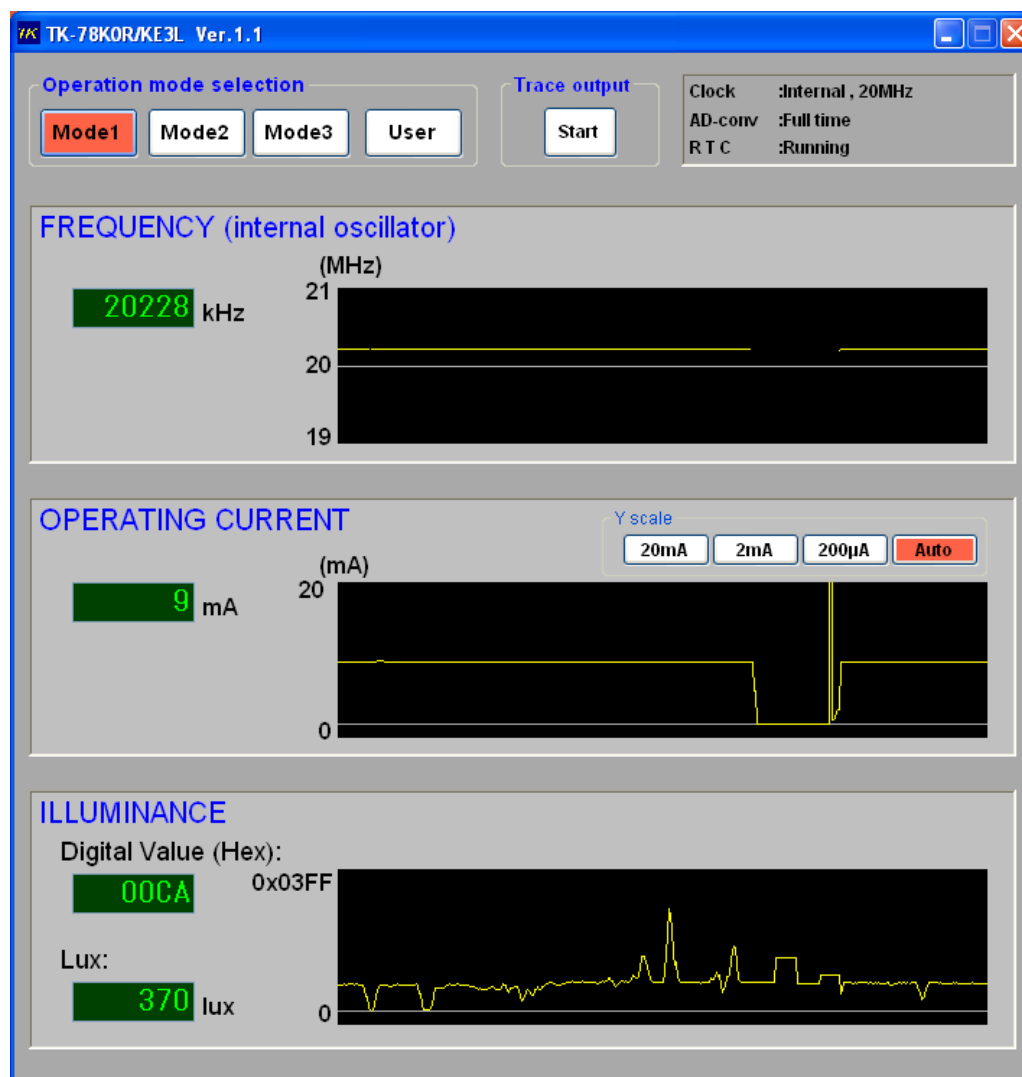 TK TK-78K0R/KE3L Ver.1.1
Operation mode selection
Mode1 Mode2 Mode3 User
Trace output
Start
Clock :Internal , 20MHz
AD-conv :Full time
R T C :Running
FREQUENCY (internal oscillator)
20228 kHz
(MHz)
21
20
19
OPERATING CURRENT
Y scale
20mA 2mA 200µA Auto
9 mA
(mA)
20
0
ILLUMINANCE
Digital Value (Hex):
00CA
0x03FF
Lux:
370 lux
0